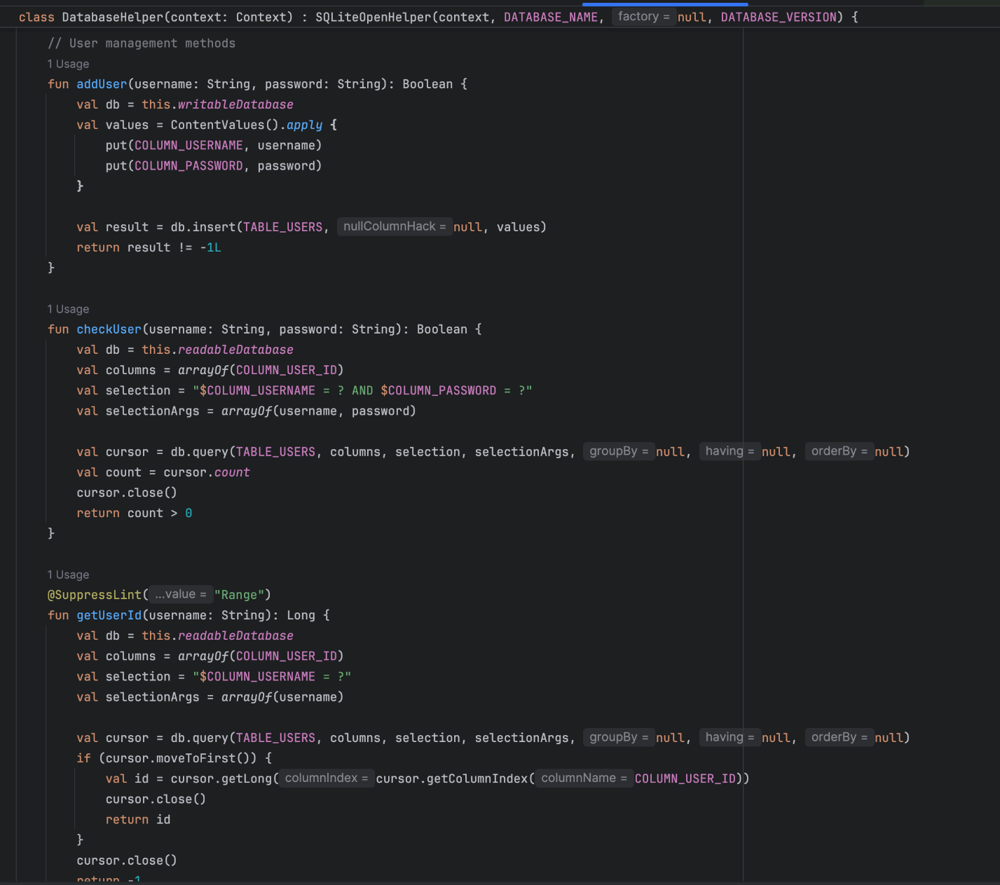 class DatabaseHelper(context: Context) : SQLiteOpenHelper(context, DATABASE_NAME, factory = null, DATABASE_VERSION) {
// User management methods
1 Usage
fun addUser(username: String, password: String): Boolean {
val db = this.writableDatabase
val values = ContentValues().apply {
put(COLUMN_USERNAME, username)
put(COLUMN_PASSWORD, password)
}
val result = db.insert(TABLE_USERS, nullColumnHack = null, values)
return result != -1L
}
1 Usage
fun checkUser(username: String, password: String): Boolean {
val db = this.readableDatabase
val columns = arrayOf(COLUMN_USER_ID)
val selection = "$COLUMN_USERNAME = ? AND $COLUMN_PASSWORD = ?"
val selectionArgs = arrayOf(username, password)
val cursor = db.query(TABLE_USERS, columns, selection, selectionArgs, groupBy = null, having = null, orderBy = null)
val count = cursor.count
cursor.close()
return count > 0
}
1 Usage
@SuppressLint( ...value = "Range")
fun getUserId(username: String): Long {
val db = this.readableDatabase
val columns = arrayOf(COLUMN_USER_ID)
val selection = "$COLUMN_USERNAME = ?"
val selectionArgs = arrayOf(username)
val cursor = db.query(TABLE_USERS, columns, selection, selectionArgs, groupBy = null, having = null, orderBy = null)
if (cursor.moveToFirst()) {
val id = cursor.getLong( columnIndex = cursor.getColumnIndex( columnName = COLUMN_USER_ID))
cursor.close()
return id
}
cursor.close()
return -1